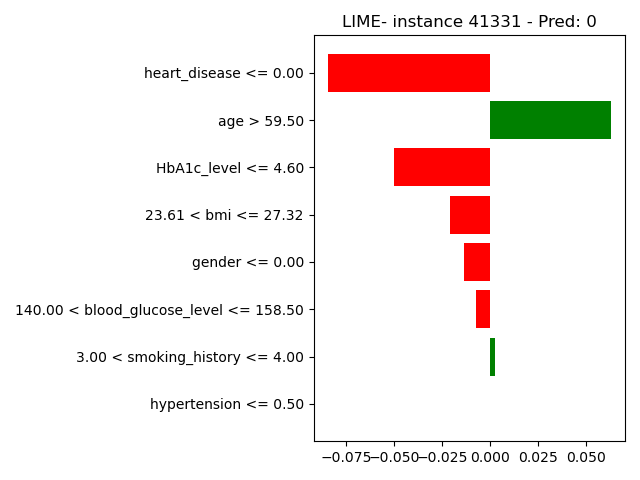 LIME- instance 41331 - Pred: 0
heart_disease <= 0.00
age > 59.50
HbA1c_level <= 4.60
23.61 < bmi <= 27.32
gender <= 0.00
140.00 < blood_glucose_level <= 158.50
3.00 < smoking_history <= 4.00
hypertension <= 0.50
−0.075 −0.050 −0.025 0.000 0.025 0.050